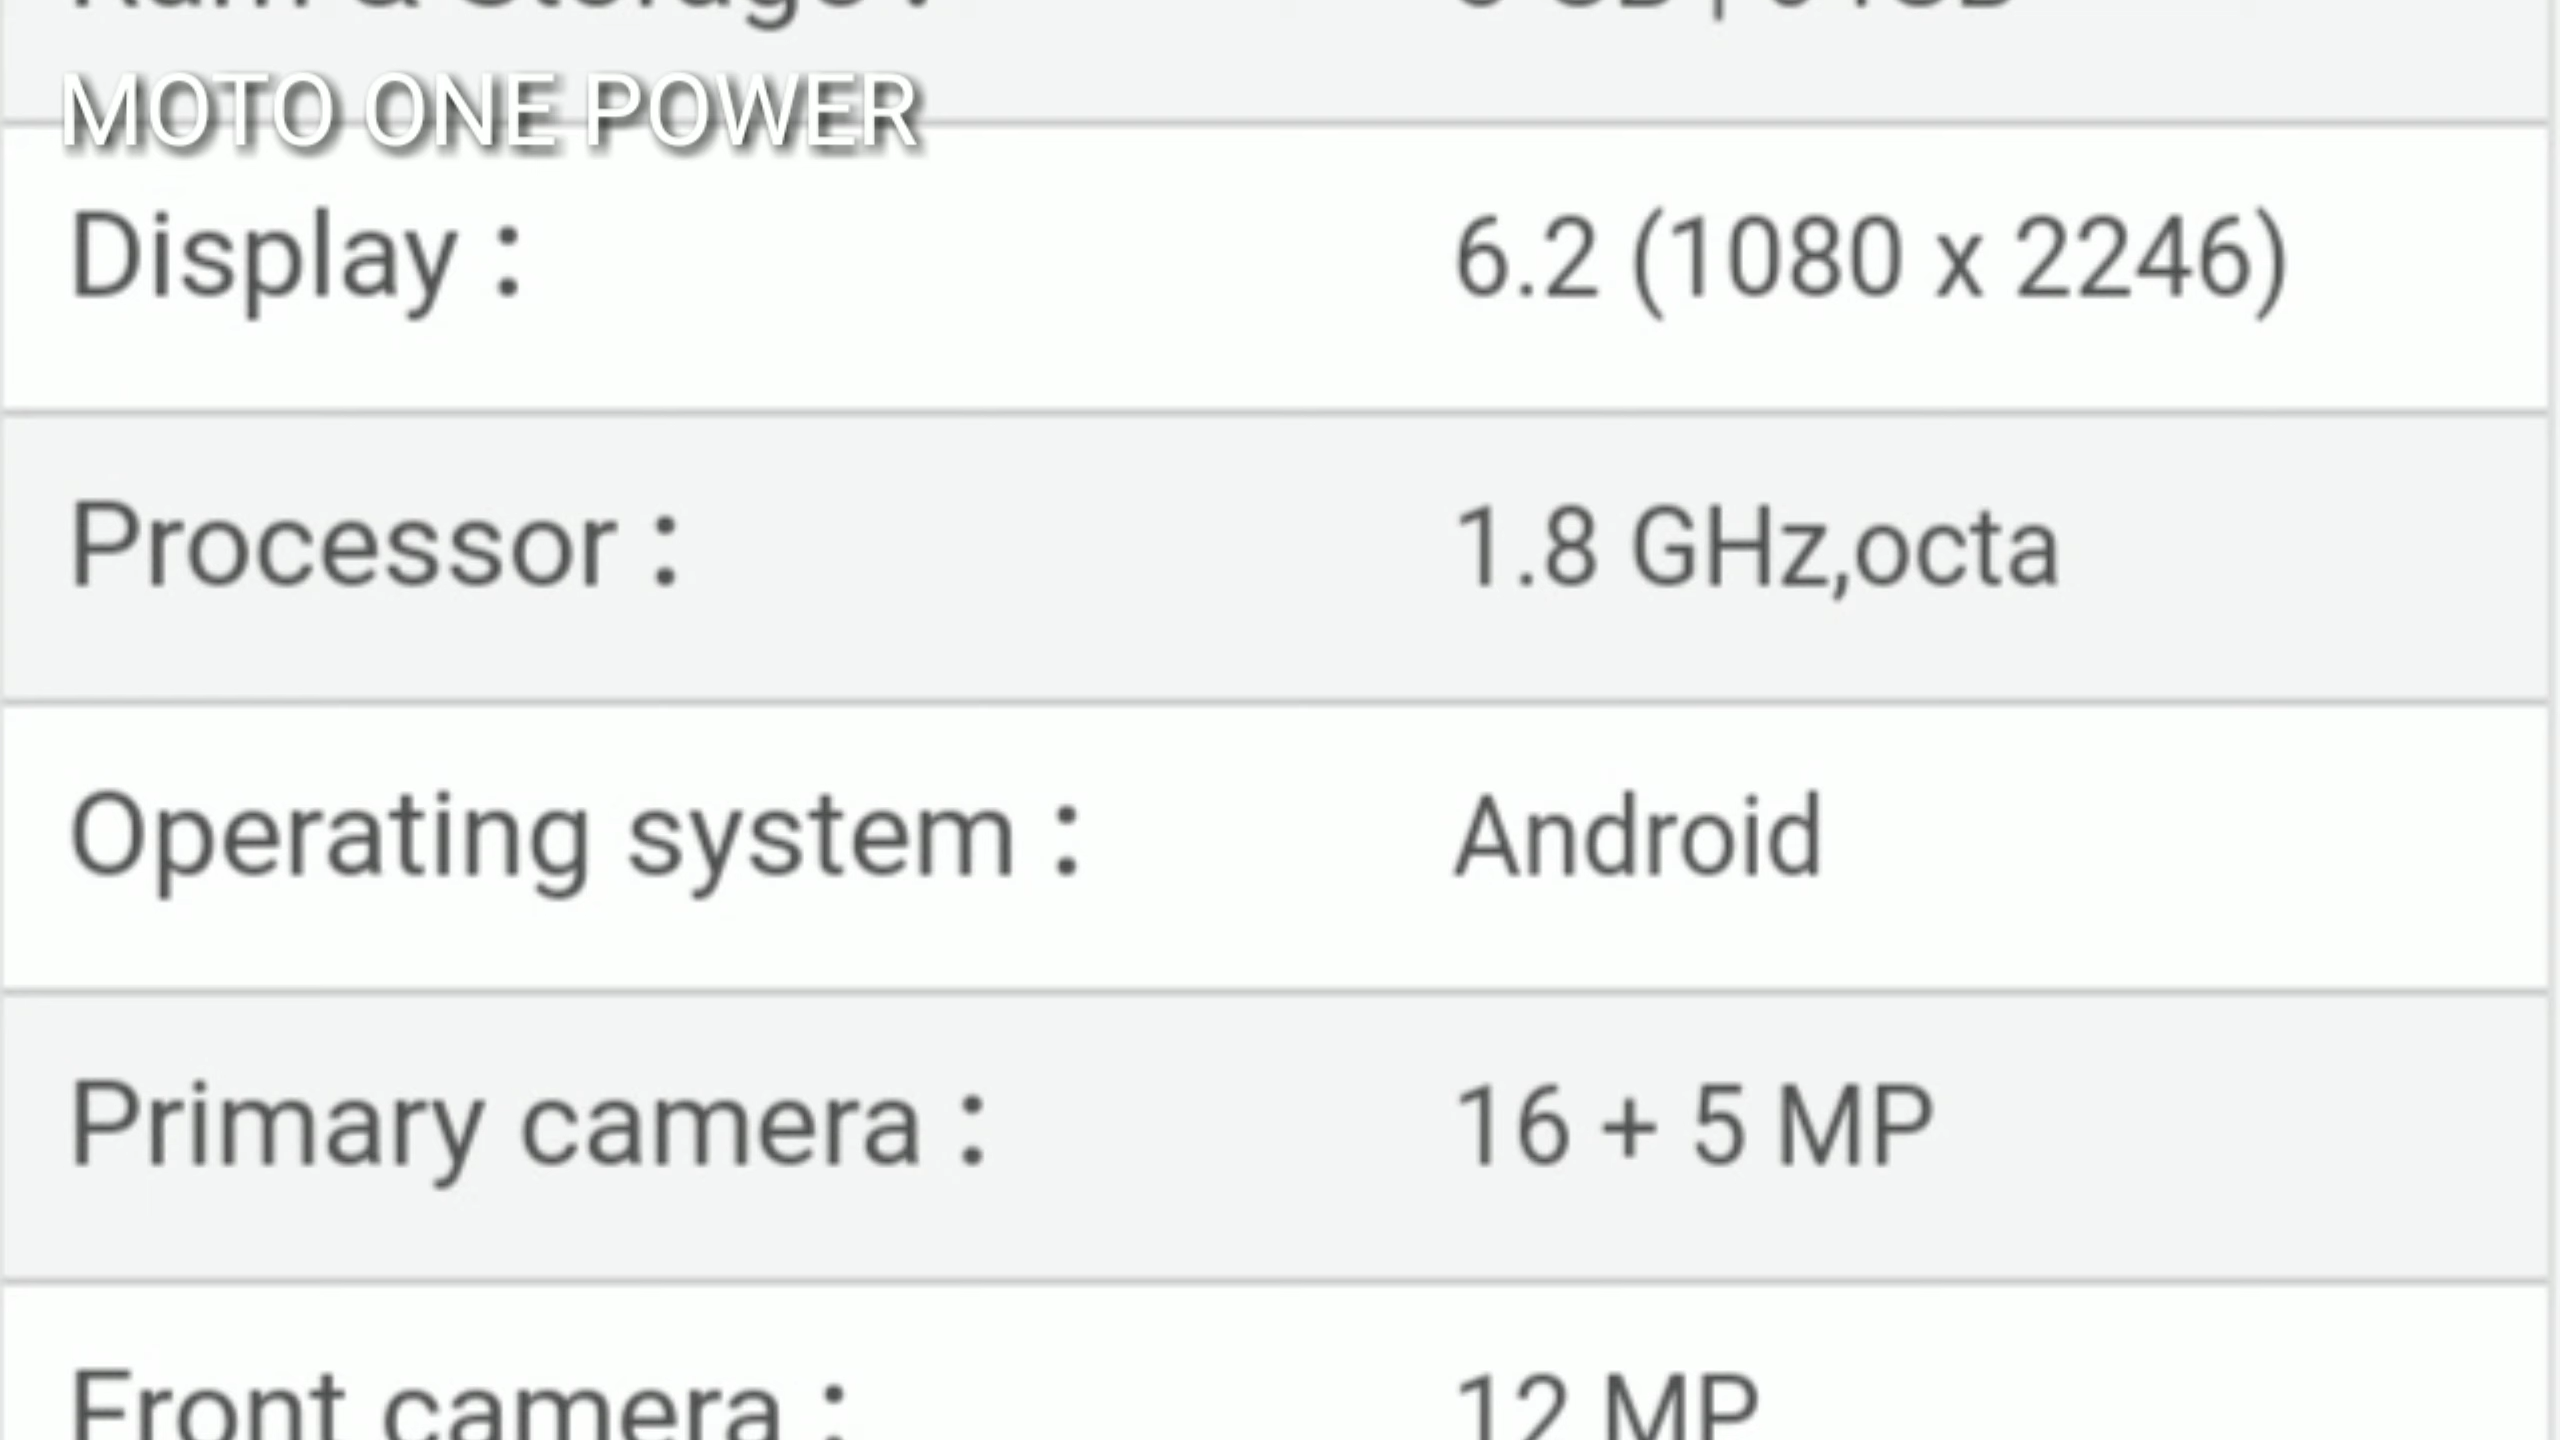 MOTO ONE POWER
Display : 6.2 (1080 x 2246)
Processor : 1.8 GHz,octa
Operating system : Android
Primary camera : 16 + 5 MP
Front camera : 12 MP